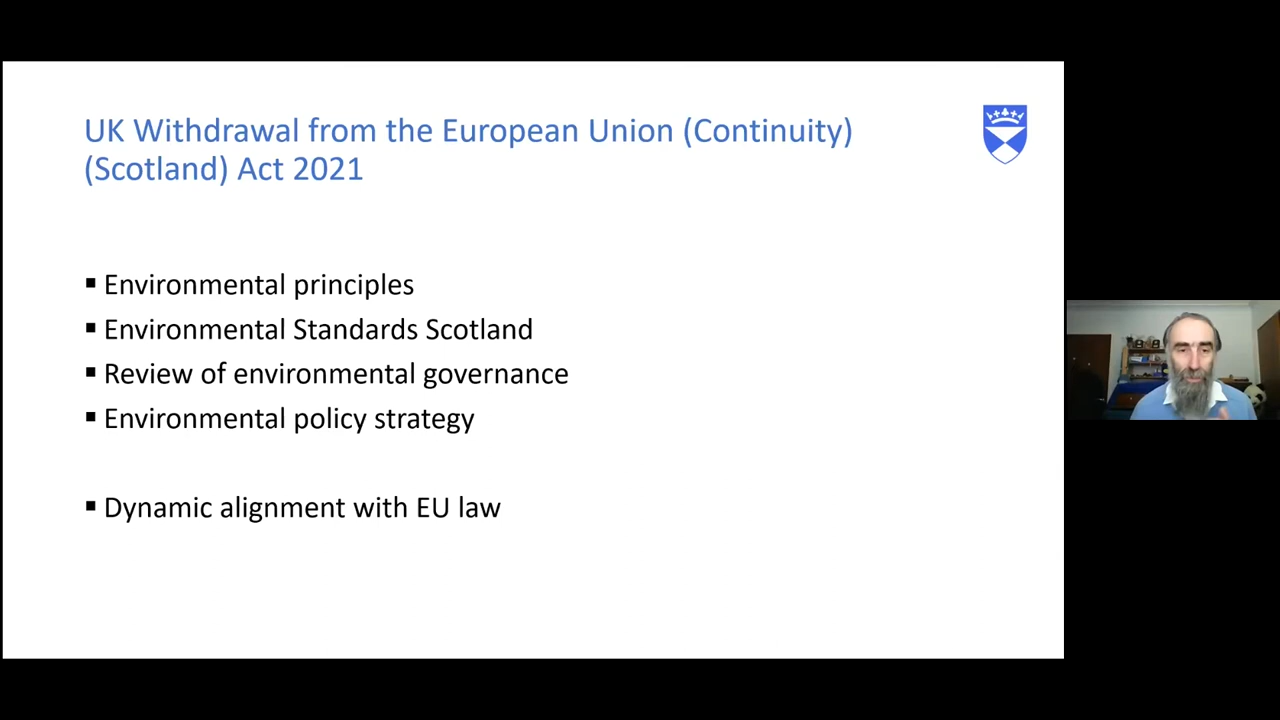 UK Withdrawal from the European Union (Continuity)
(Scotland) Act 2021
▪ Environmental principles
▪ Environmental Standards Scotland
▪ Review of environmental governance
▪ Environmental policy strategy
▪ Dynamic alignment with EU law